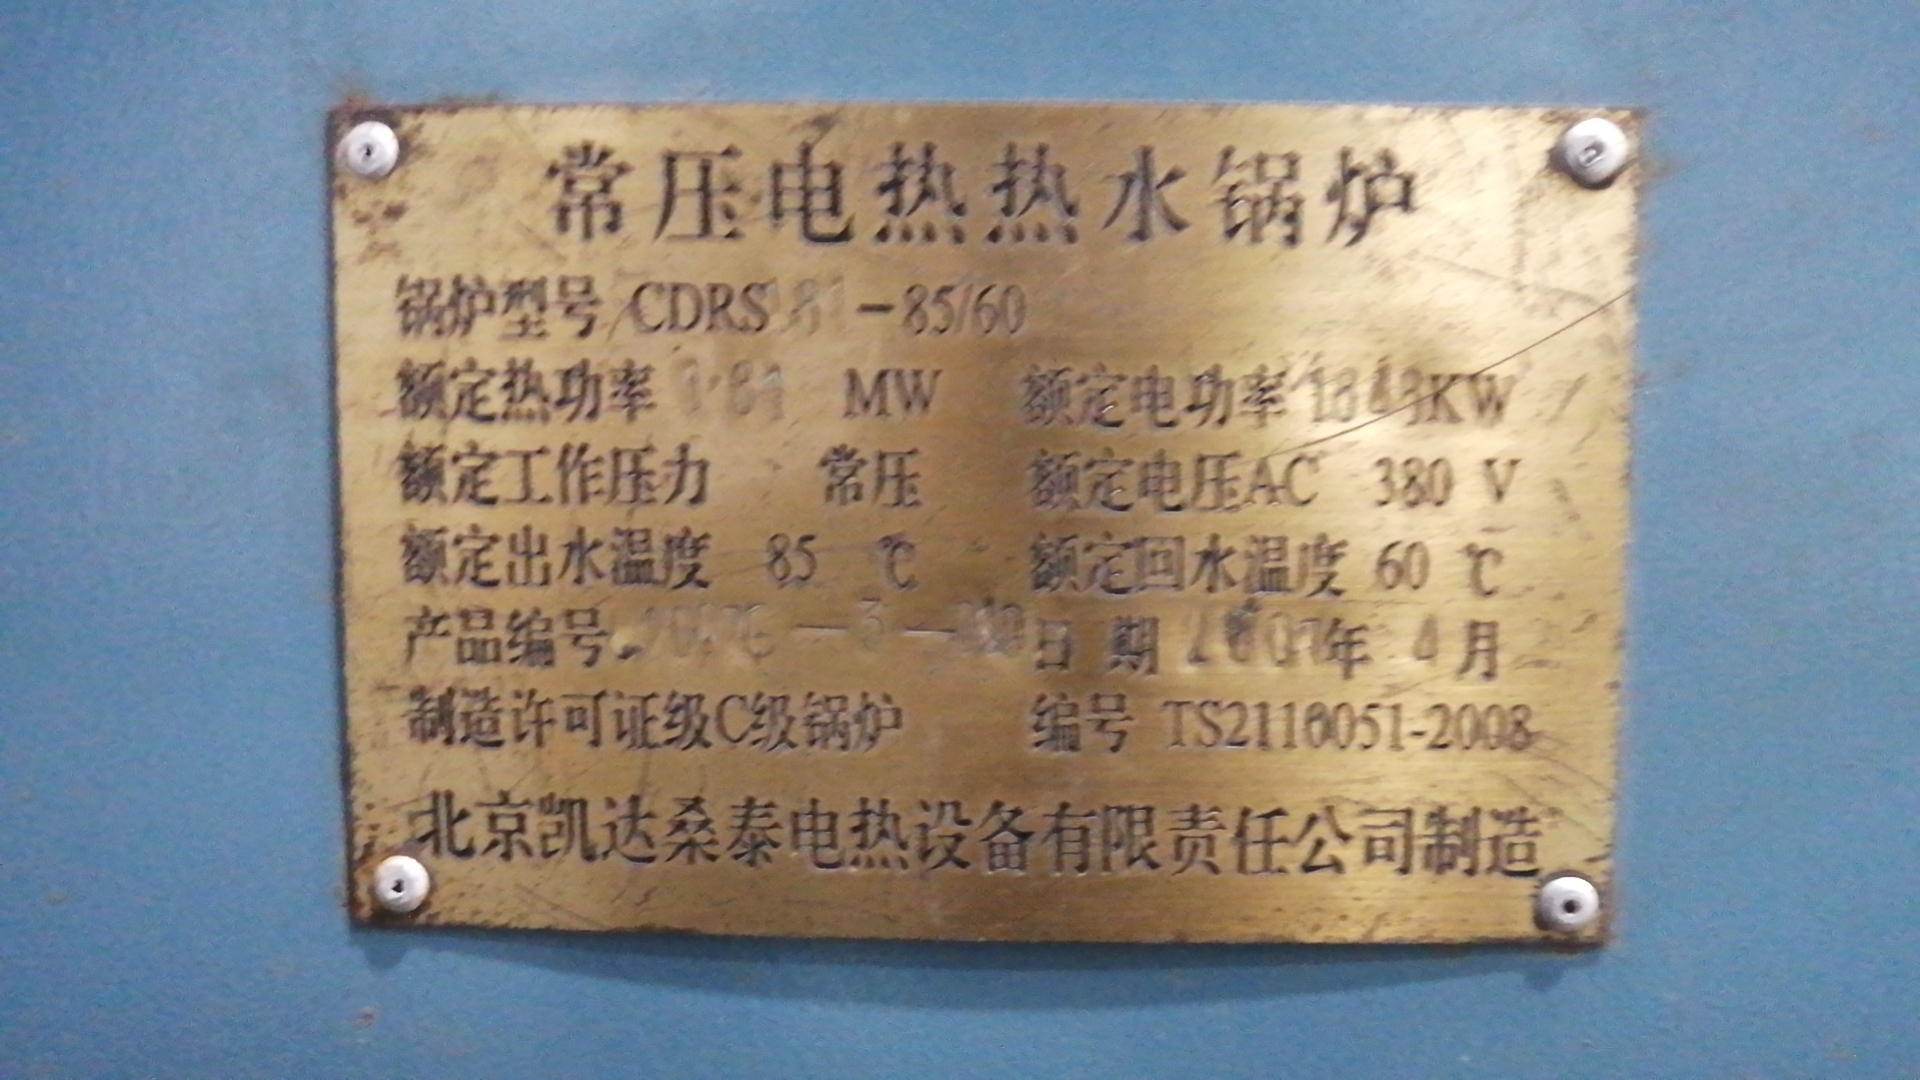 常压电热热水锅炉
锅炉型号 CDRS -85/60
额定热功率 MW 额定电功率 KW
额定工作压力 常压 额定电压AC 380 V
额定出水温度 85 ℃ 额定回水温度 60 ℃
产品编号 日期 2007年 4月
制造许可证级C级锅炉 编号 TS2110051-2008
北京凯达桑泰电热设备有限责任公司制造